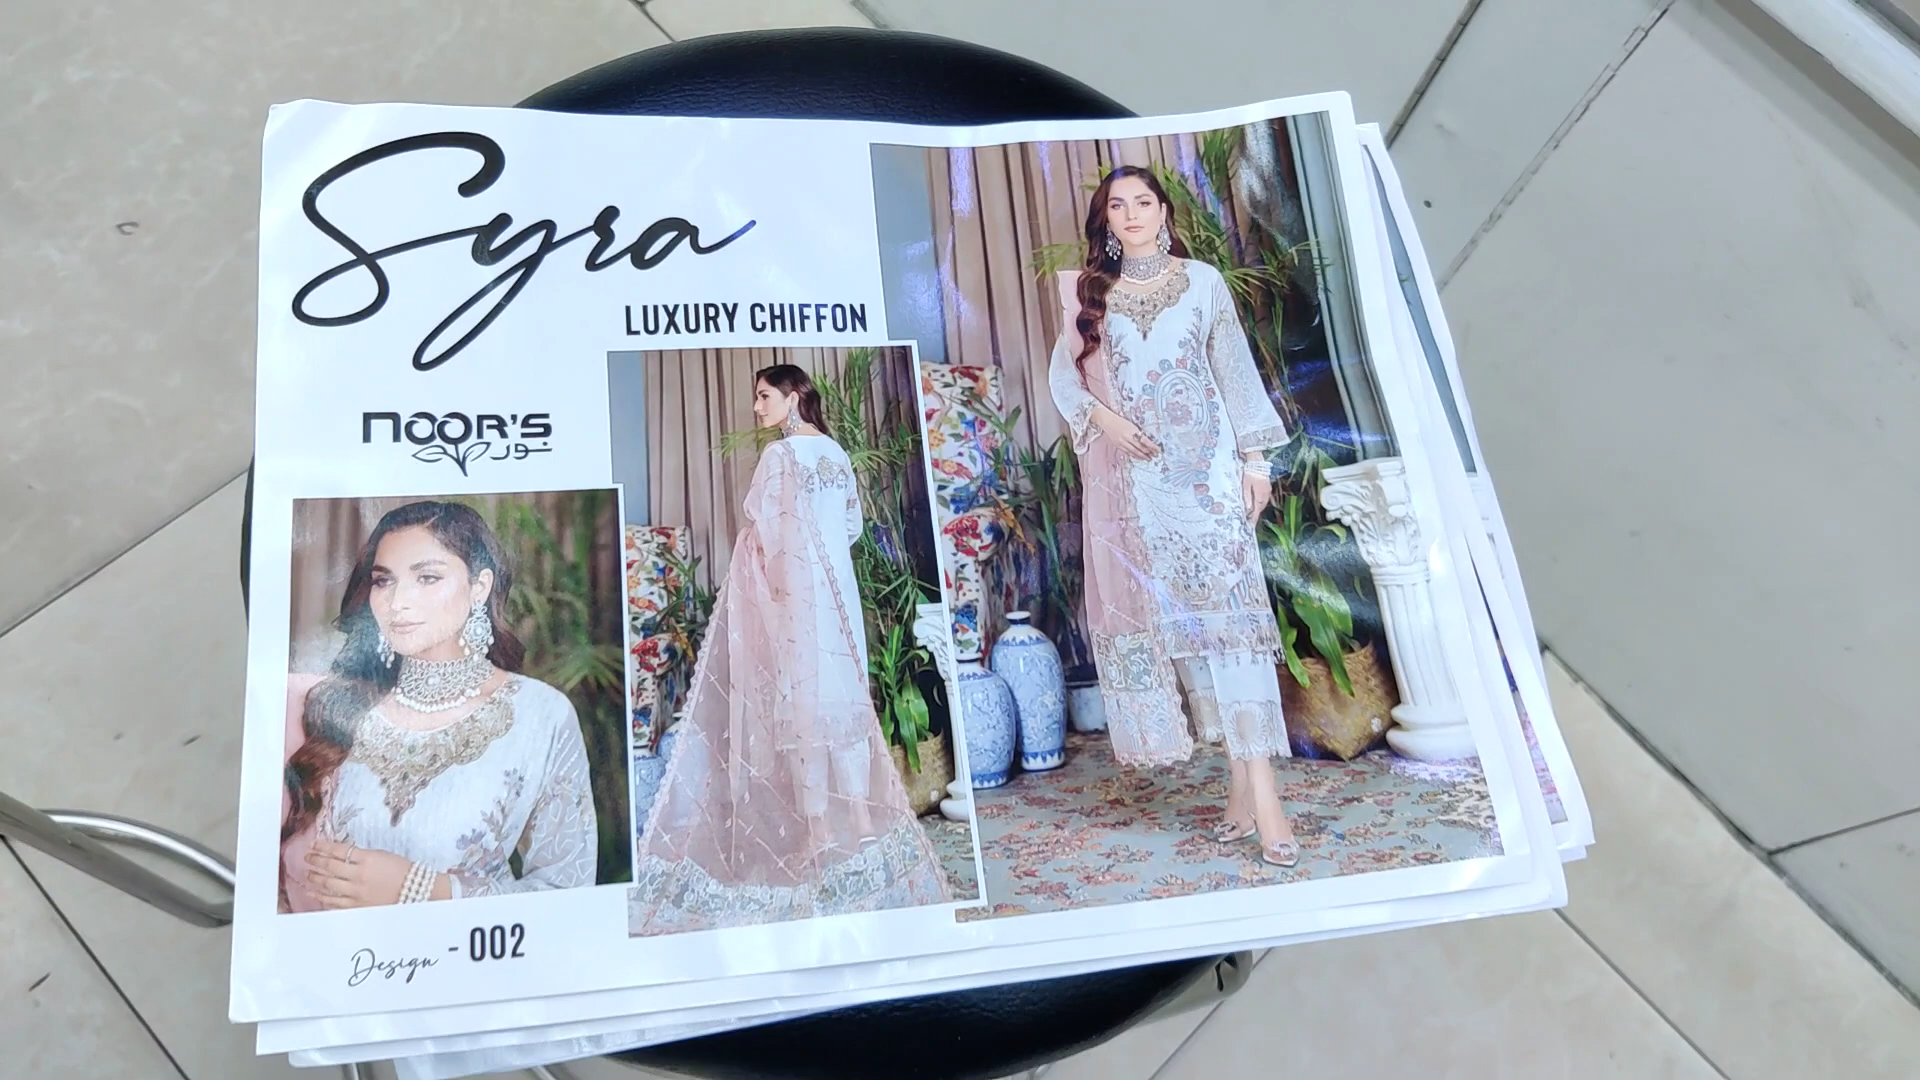 Syra
LUXURY CHIFFON
NOOR'S
نور
Design - 002